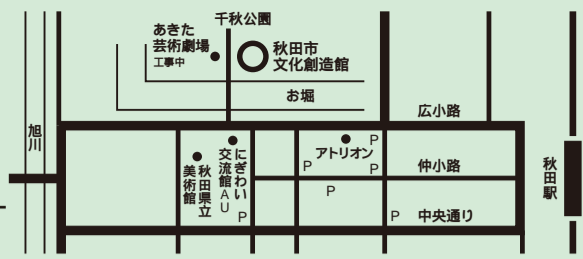 千秋公園
あきた
芸術劇場
工事中
秋田市
文化創造館
お堀
広小路
旭川
アトリオン
P
P
P
仲小路
P
P
中央通り
P
にぎわい
交流館AU
秋田県立
美術館
秋田駅